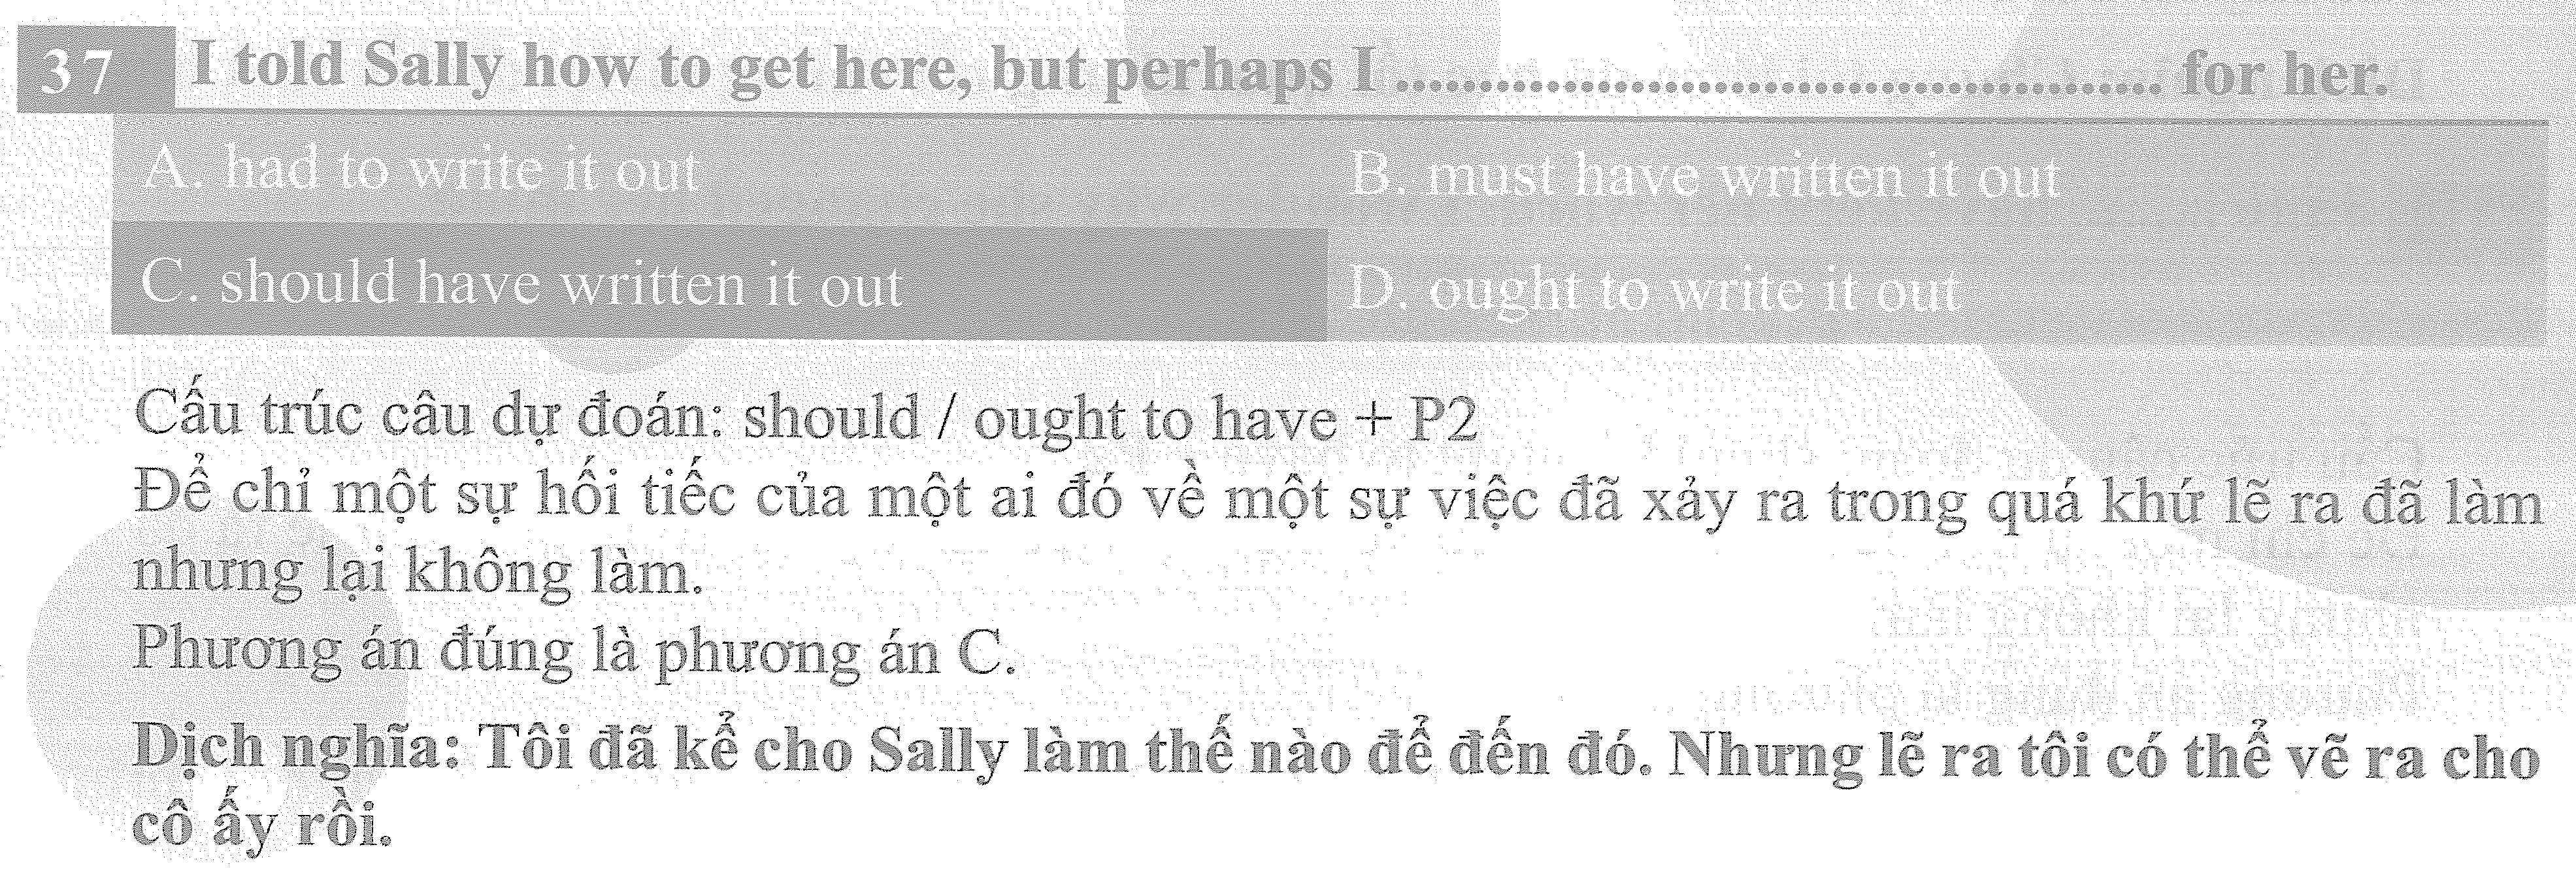 37 I told Sally how to get here, but perhaps I ............................................. for her.
A. had to write it out B. must have written it out
C. should have written it out D. ought to write it out
Cấu trúc câu dự đoán: should / ought to have + P2
Để chỉ một sự hối tiếc của một ai đó về một sự việc đã xảy ra trong quá khứ lẽ ra đã làm
nhưng lại không làm.
Phương án đúng là phương án C.
Dịch nghĩa: Tôi đã kể cho Sally làm thế nào để đến đó. Nhưng lẽ ra tôi có thể vẽ ra cho
cô ấy rồi.